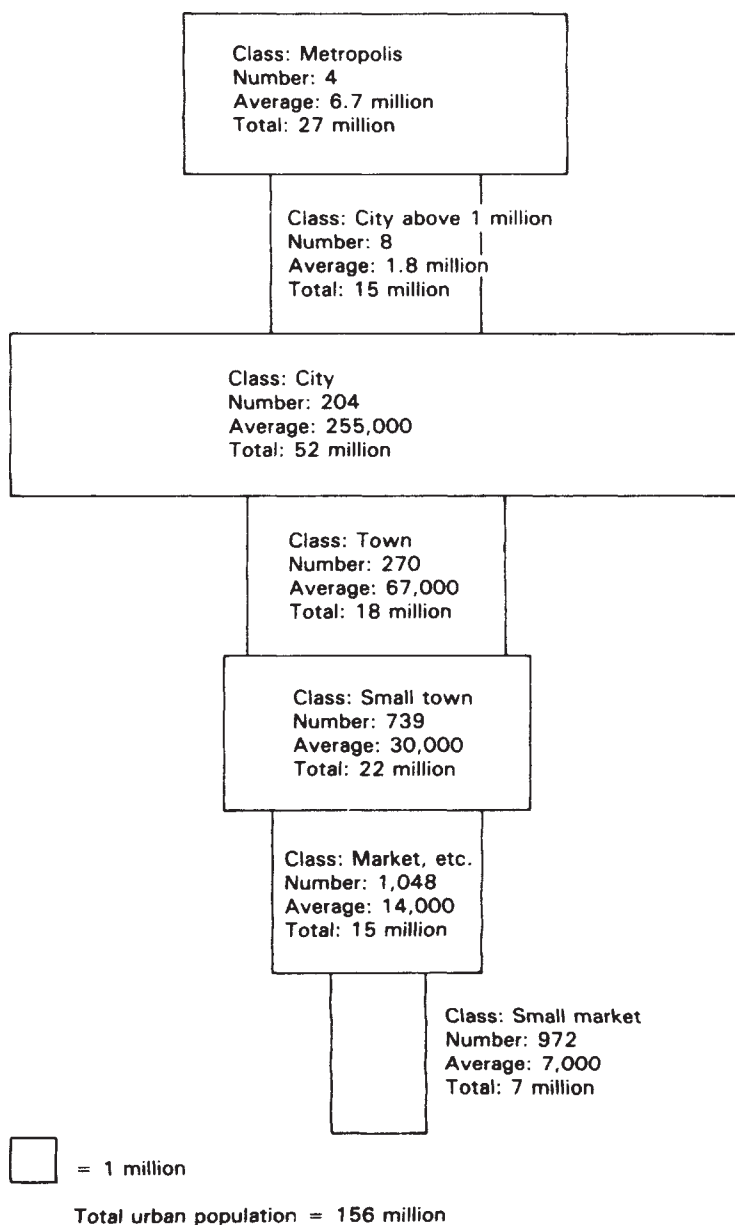 Class: Metropolis
Number: 4
Average: 6.7 million
Total: 27 million
Class: City above 1 million
Number: 8
Average: 1.8 million
Total: 15 million
Class: City
Number: 204
Average: 255,000
Total: 52 million
Class: Town
Number: 270
Average: 67,000
Total: 18 million
Class: Small town
Number: 739
Average: 30,000
Total: 22 million
Class: Market, etc.
Number: 1,048
Average: 14,000
Total: 15 million
Class: Small market
Number: 972
Average: 7,000
Total: 7 million
= 1 million
Total urban population = 156 million